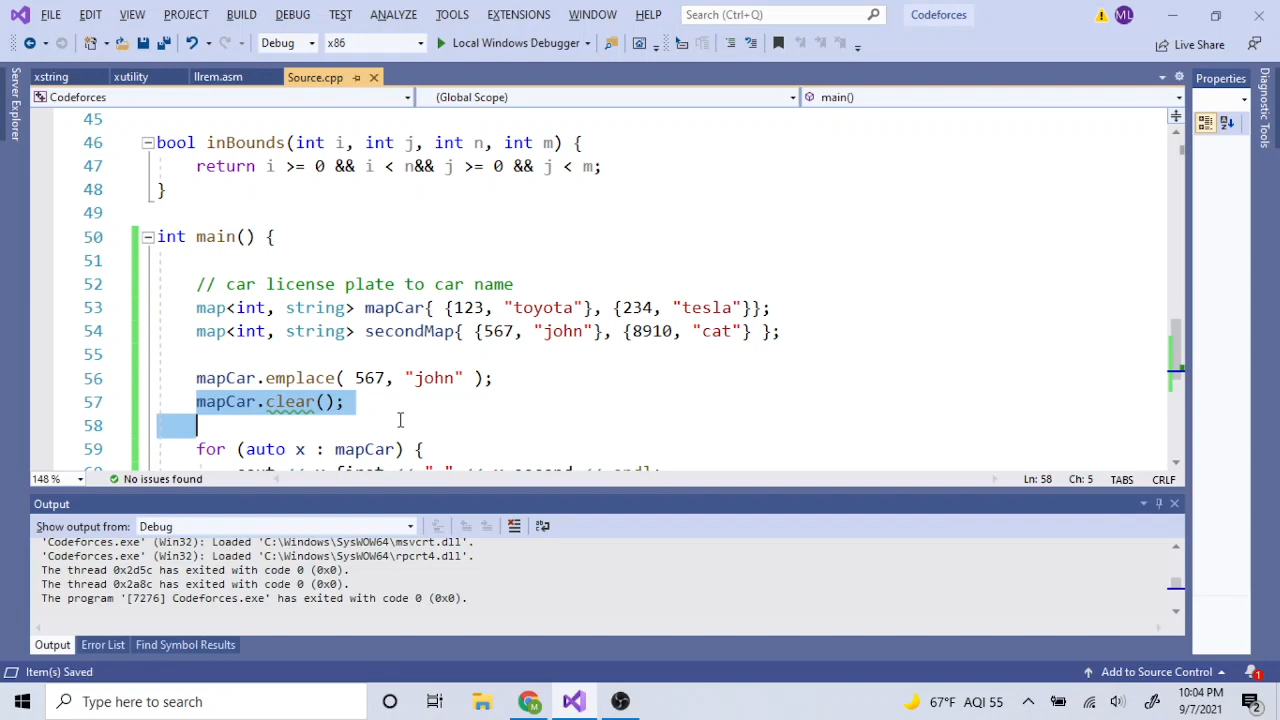 FILE EDIT VIEW PROJECT BUILD DEBUG TEST ANALYZE TOOLS EXTENSIONS WINDOW HELP Search (Ctrl+Q) Codeforces ML
Debug x86 Local Windows Debugger Live Share
xstring xutility llrem.asm Source.cpp Properties
Codeforces (Global Scope) main()
Server Explorer
Diagnostic Tools
45
46 bool inBounds(int i, int j, int n, int m) {
47 return i >= 0 && i < n&& j >= 0 && j < m;
48 }
49
50 int main() {
51
52 // car license plate to car name
53 map<int, string> mapCar{ {123, "toyota"}, {234, "tesla"}};
54 map<int, string> secondMap{ {567, "john"}, {8910, "cat"} };
55
56 mapCar.emplace( 567, "john" );
57 mapCar.clear();
58
59 for (auto x : mapCar) {
148 % No issues found Ln: 58 Ch: 5 TABS CRLF
Output
Show output from: Debug
'Codeforces.exe' (Win32): Loaded 'C:\Windows\SysWOW64\msvcrt.dll'.
'Codeforces.exe' (Win32): Loaded 'C:\Windows\SysWOW64\rpcrt4.dll'.
The thread 0x2d5c has exited with code 0 (0x0).
The thread 0x2a8c has exited with code 0 (0x0).
The program '[7276] Codeforces.exe' has exited with code 0 (0x0).
Output Error List Find Symbol Results
Item(s) Saved Add to Source Control 1
Type here to search 67°F AQI 55 10:04 PM
9/7/2021 2